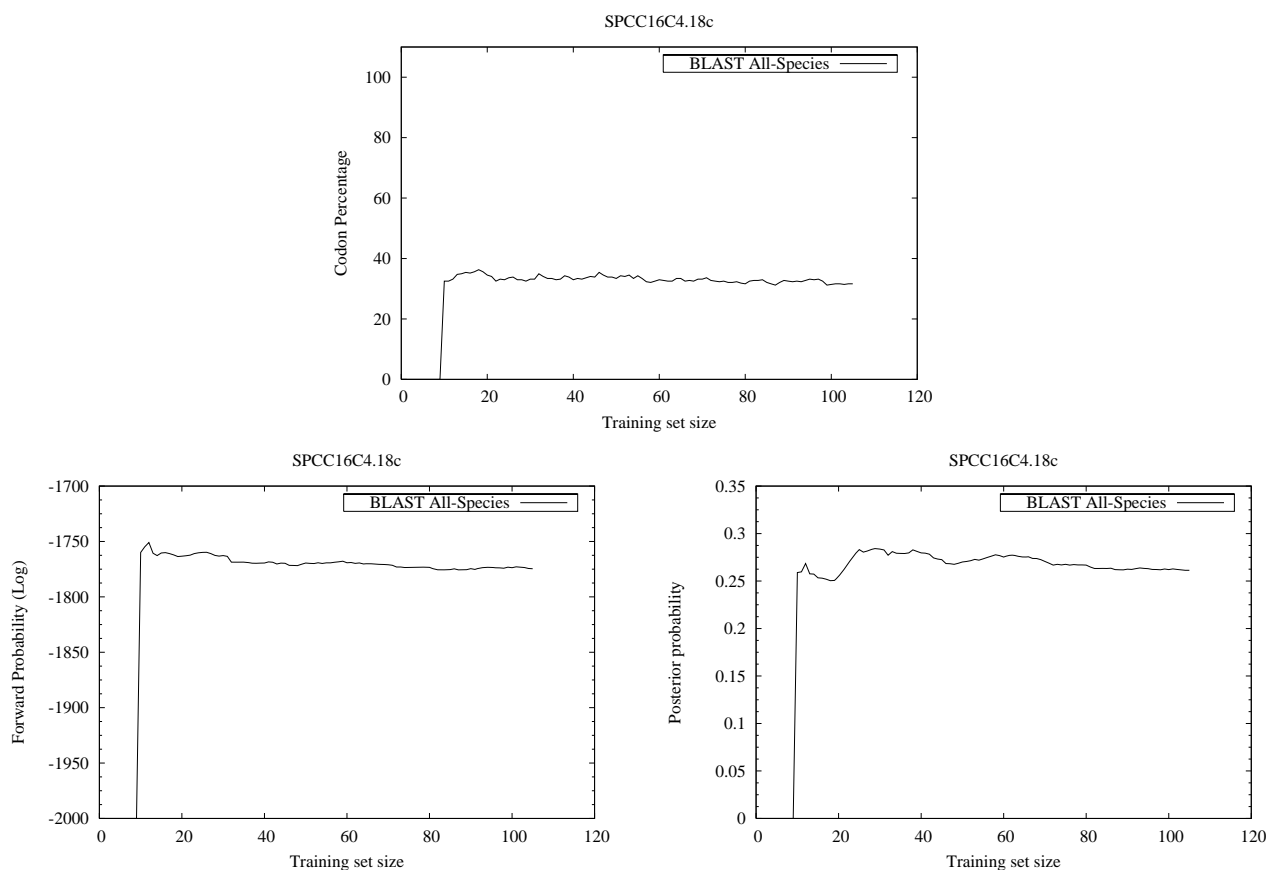 SPCC16C4.18c
BLAST All-Species
100
80
60
40
20
0
Codon Percentage
0 20 40 60 80 100 120
Training set size
SPCC16C4.18c
BLAST All-Species
-1700
-1750
-1800
-1850
-1900
-1950
-2000
Forward Probability (Log)
0 20 40 60 80 100 120
Training set size
SPCC16C4.18c
BLAST All-Species
0.35
0.3
0.25
0.2
0.15
0.1
0.05
0
Posterior probability
0 20 40 60 80 100 120
Training set size